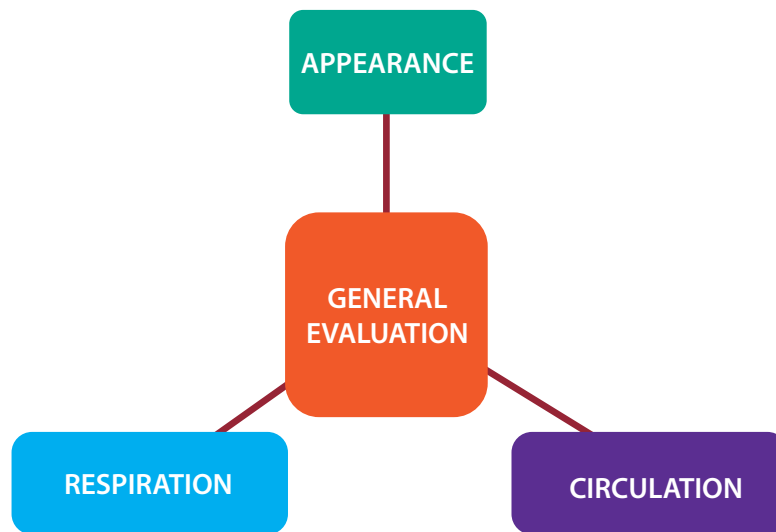 APPEARANCE
GENERAL
EVALUATION
RESPIRATION
CIRCULATION